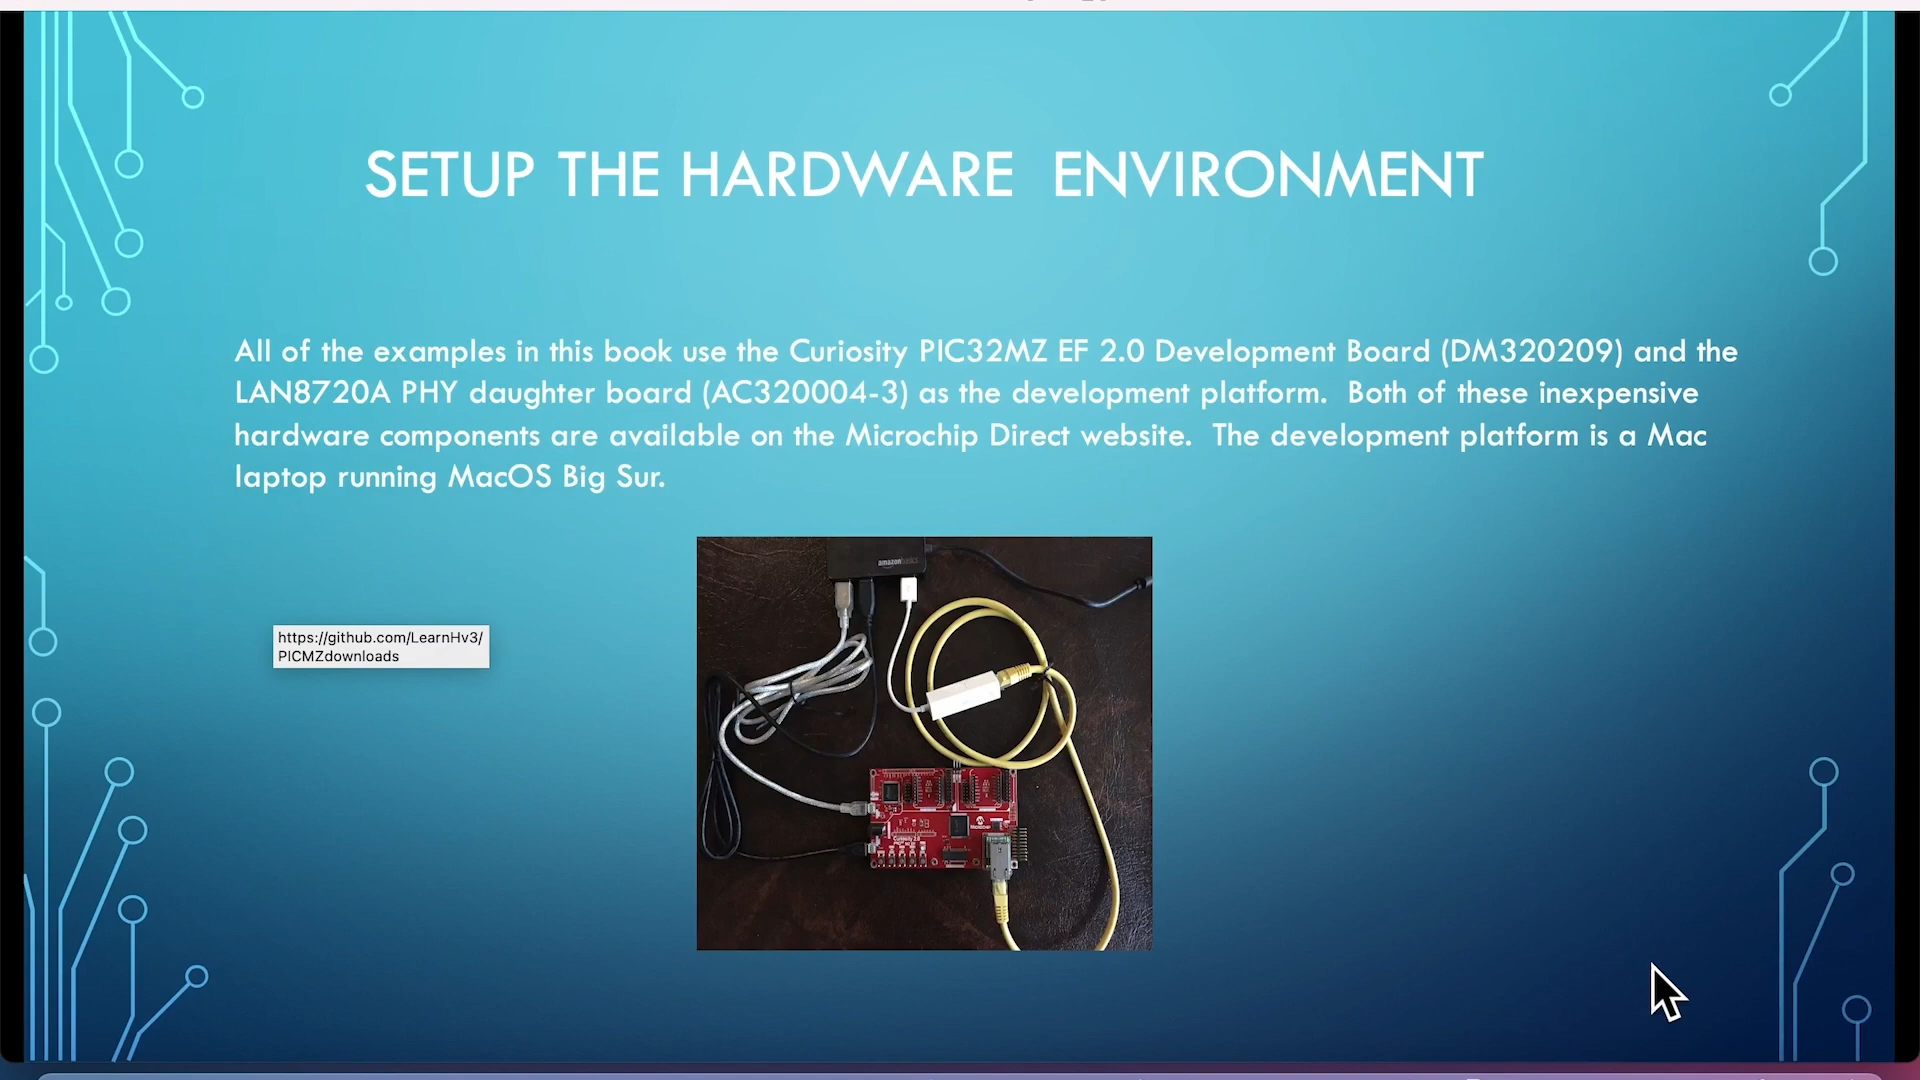 SETUP THE HARDWARE ENVIRONMENT
All of the examples in this book use the Curiosity PIC32MZ EF 2.0 Development Board (DM320209) and the
LAN8720A PHY daughter board (AC320004-3) as the development platform. Both of these inexpensive
hardware components are available on the Microchip Direct website. The development platform is a Mac
laptop running MacOS Big Sur.
amazonbasics
https://github.com/LearnHv3/
PICMZdownloads